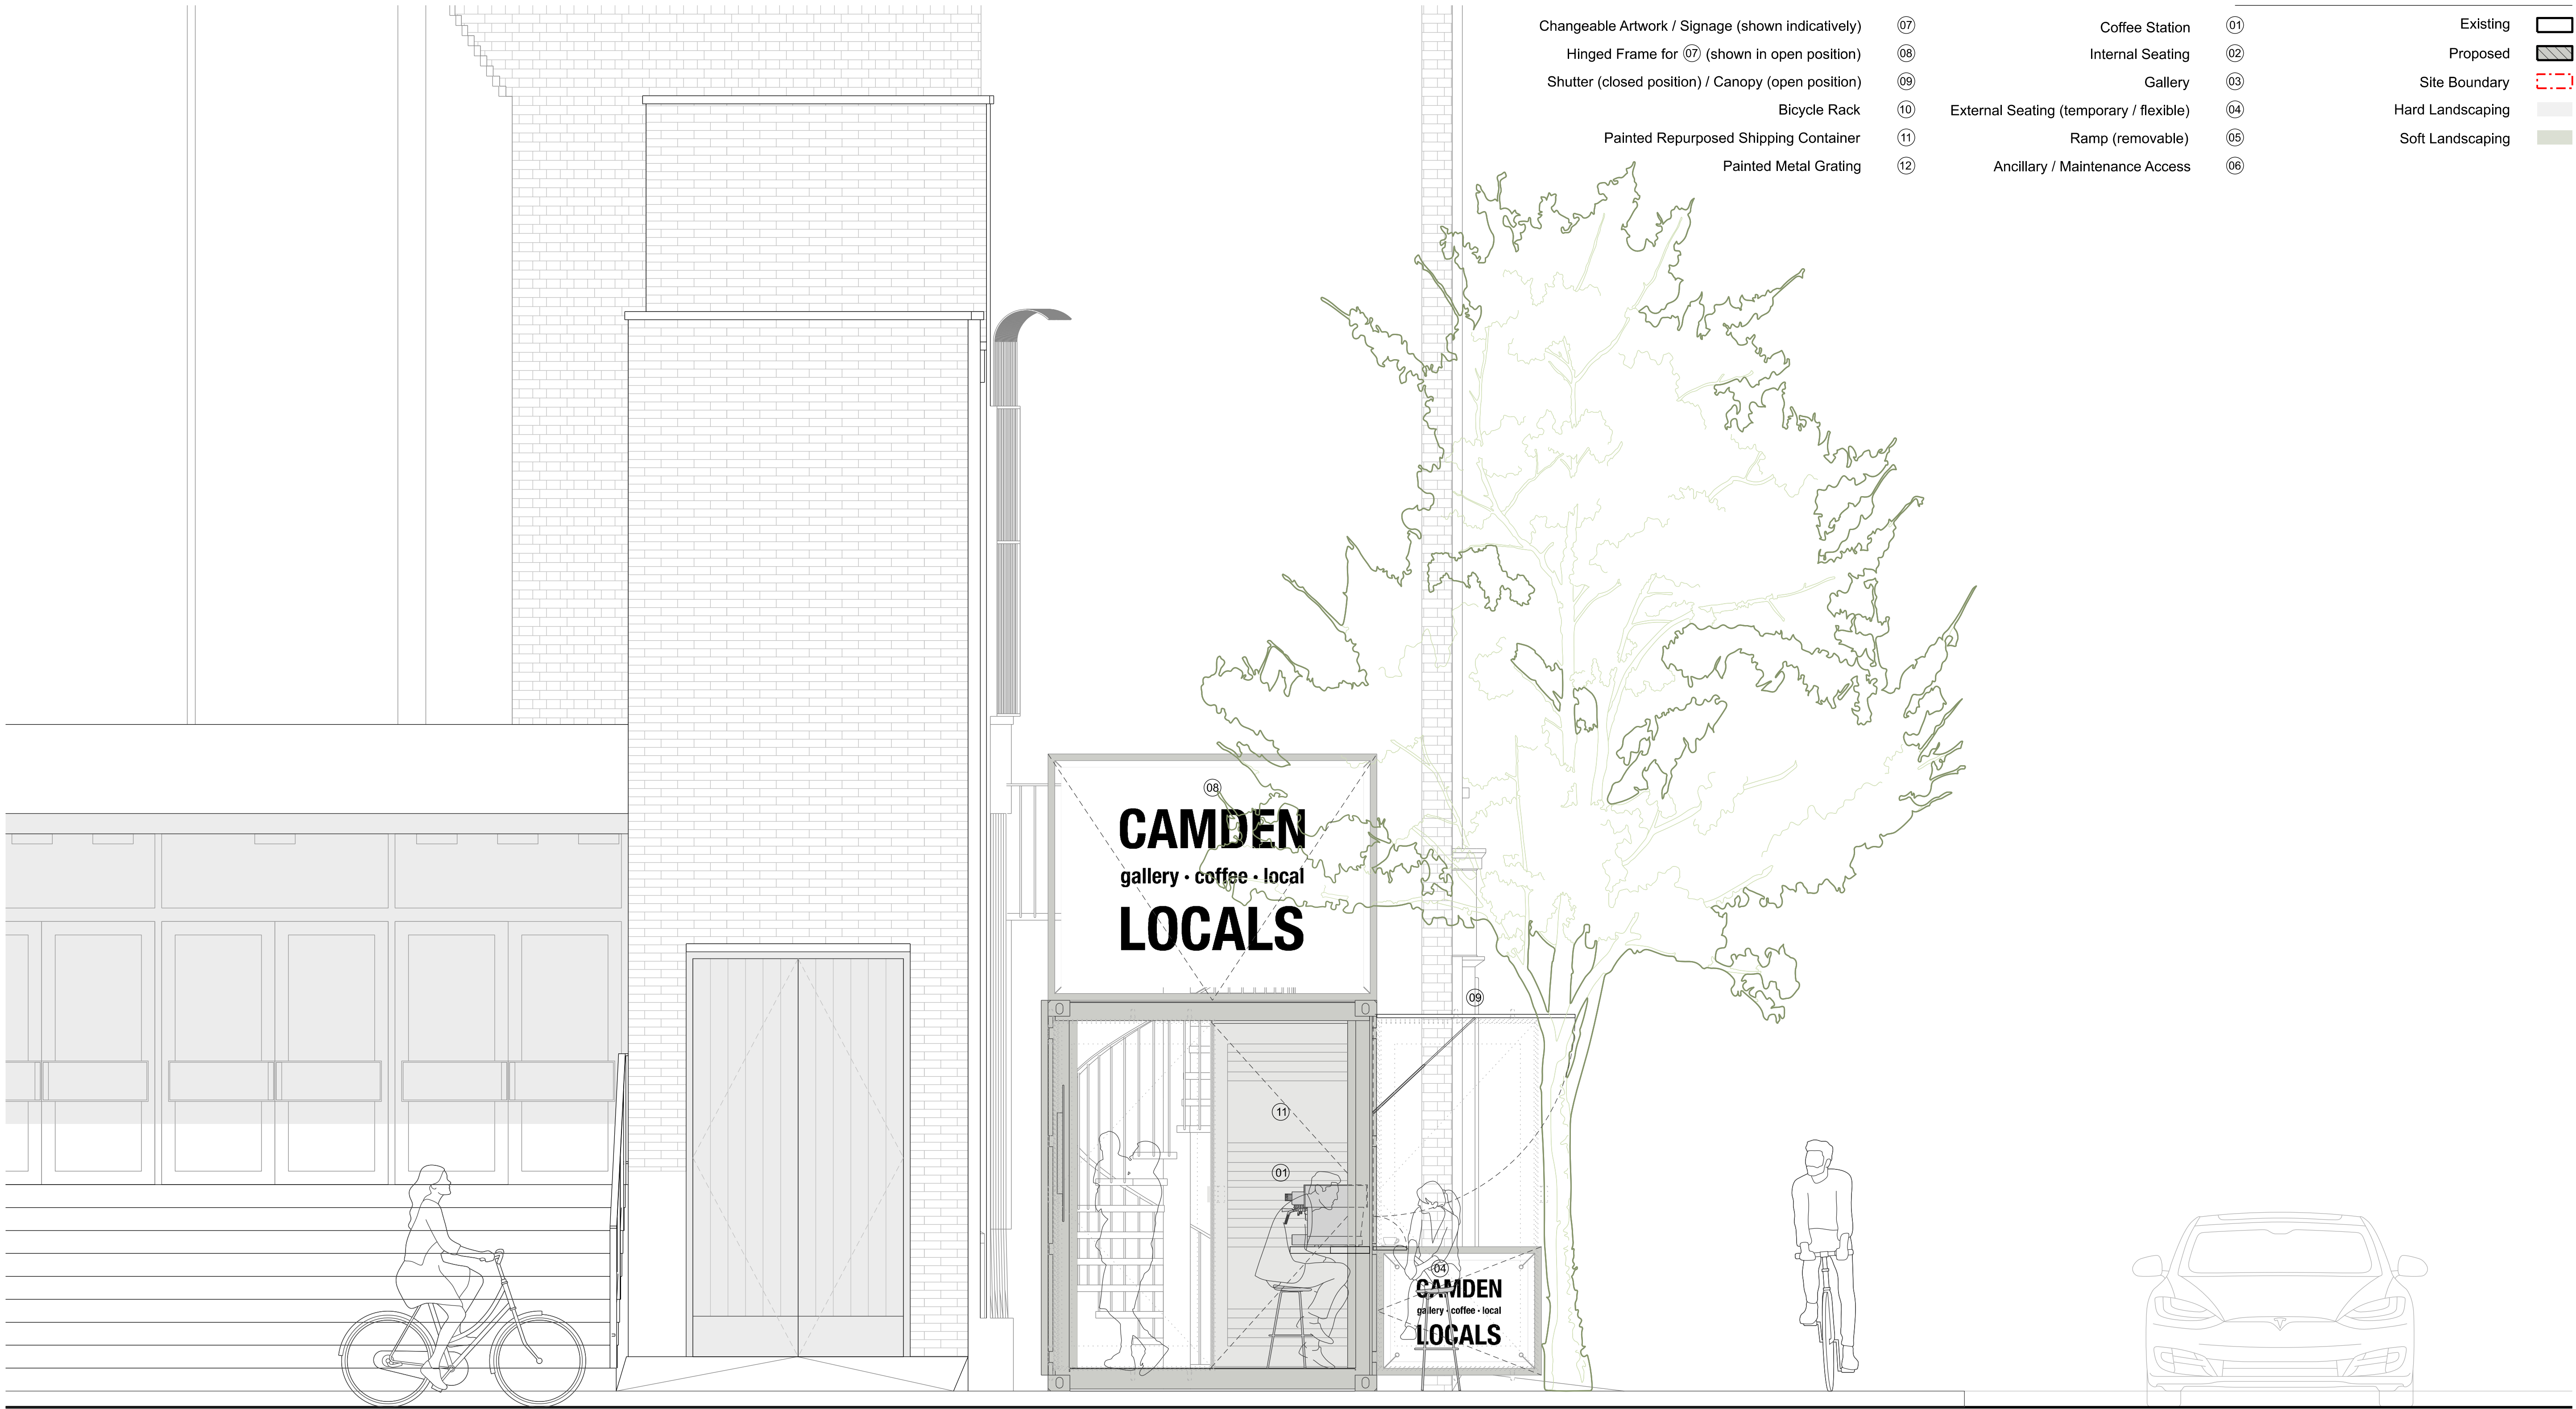 Changeable Artwork / Signage (shown indicatively) 07
Hinged Frame for 07 (shown in open position) 08
Shutter (closed position) / Canopy (open position) 09
Bicycle Rack 10
Painted Repurposed Shipping Container 11
Painted Metal Grating 12
Coffee Station 01
Internal Seating 02
Gallery 03
External Seating (temporary / flexible) 04
Ramp (removable) 05
Ancillary / Maintenance Access 06
Existing
Proposed
Site Boundary
Hard Landscaping
Soft Landscaping
08
CAMDEN
gallery · coffee · local
LOCALS
09
11
01
04
CAMDEN
gallery · coffee · local
LOCALS